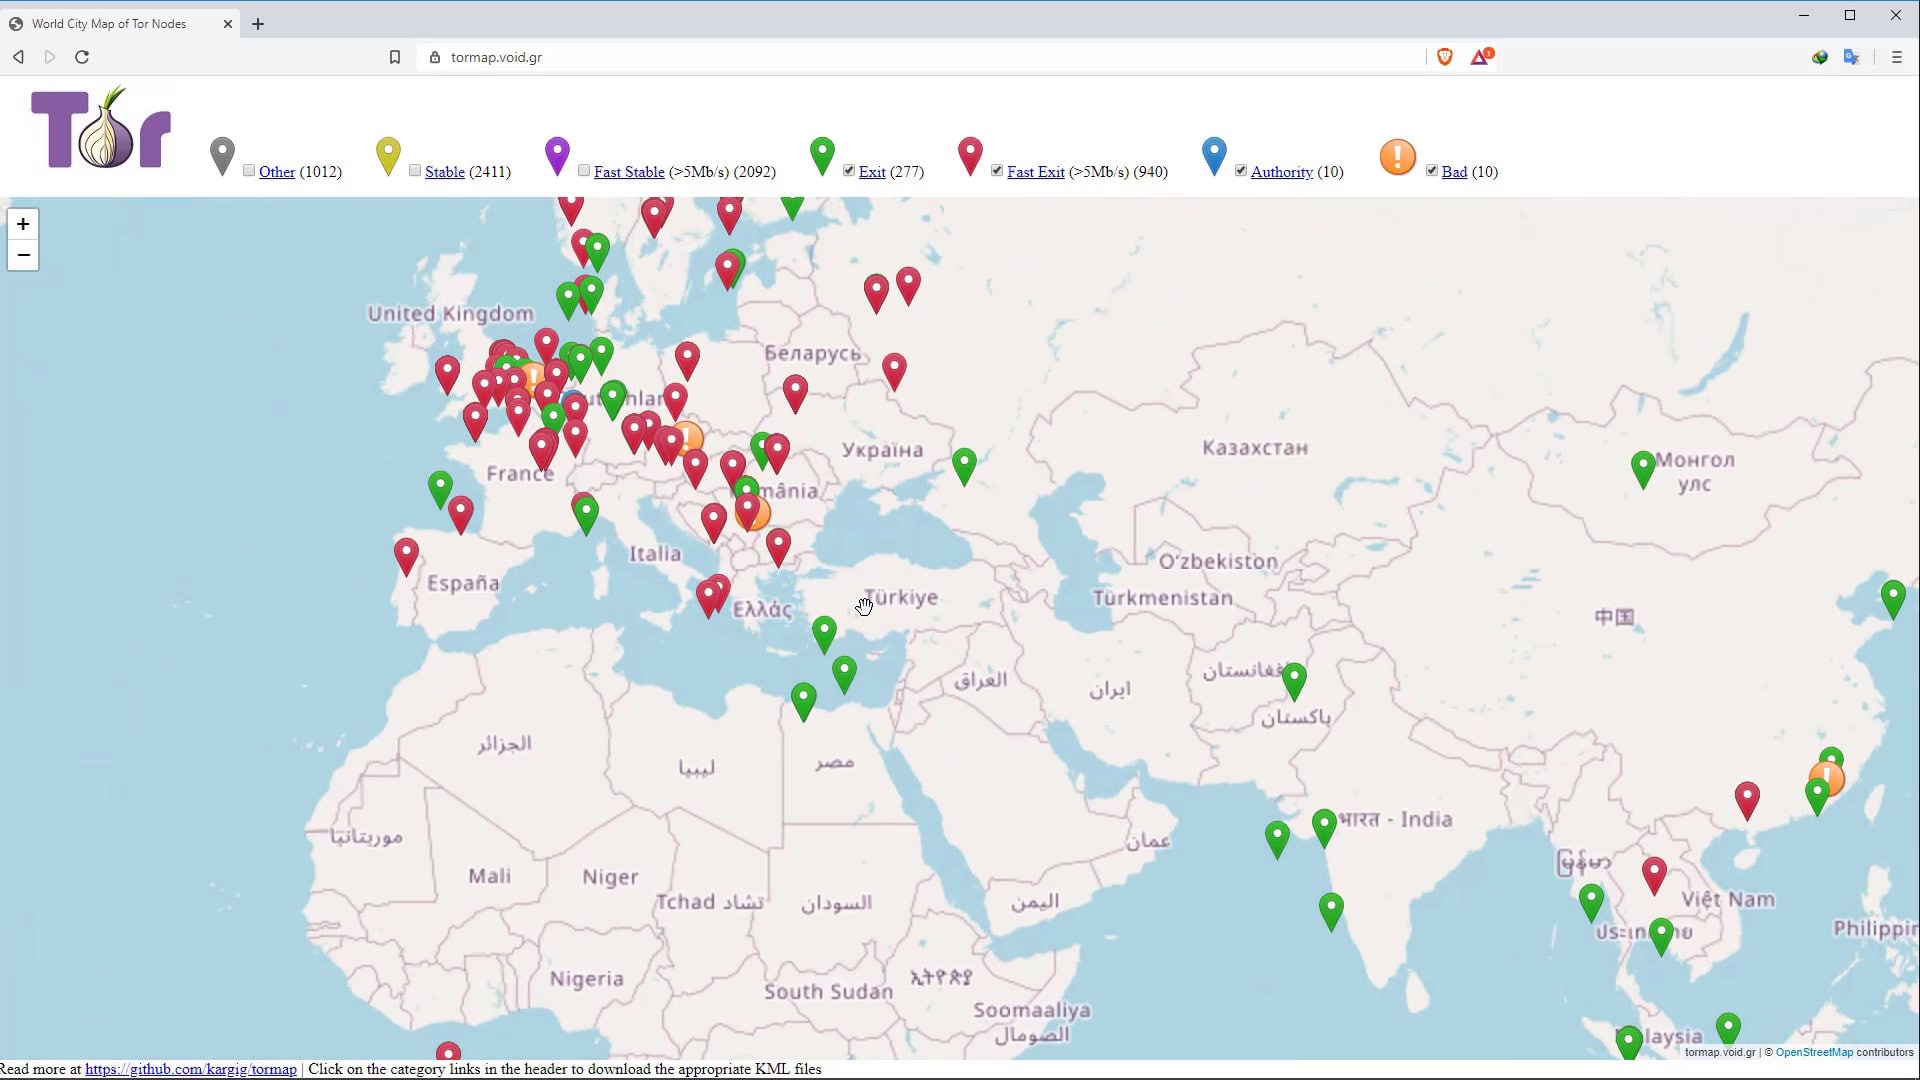 World City Map of Tor Nodes
tormap.void.gr
1
Tor
Other (1012)
Stable (2411)
Fast Stable (>5Mb/s) (2092)
Exit (277)
Fast Exit (>5Mb/s) (940)
Authority (10)
Bad (10)
+
−
United Kingdom
Беларусь
France
Україна
Казахстан
Монгол
улс
Italia
O'zbekiston
España
Ελλάς
Türkiye
Türkmenistan
中国
العراق
ایران
افغانستان
پاکستان
الجزائر
ليبيا
مصر
भारत - India
موريتانيا
عمان
Mali
Niger
Tchad تشاد
السودان
اليمن
Việt Nam
Nigeria
South Sudan
ኢትዮጵያ
Soomaaliya
الصومال
tormap.void.gr | © OpenStreetMap contributors
Read more at https://github.com/kargig/tormap | Click on the category links in the header to download the appropriate KML files